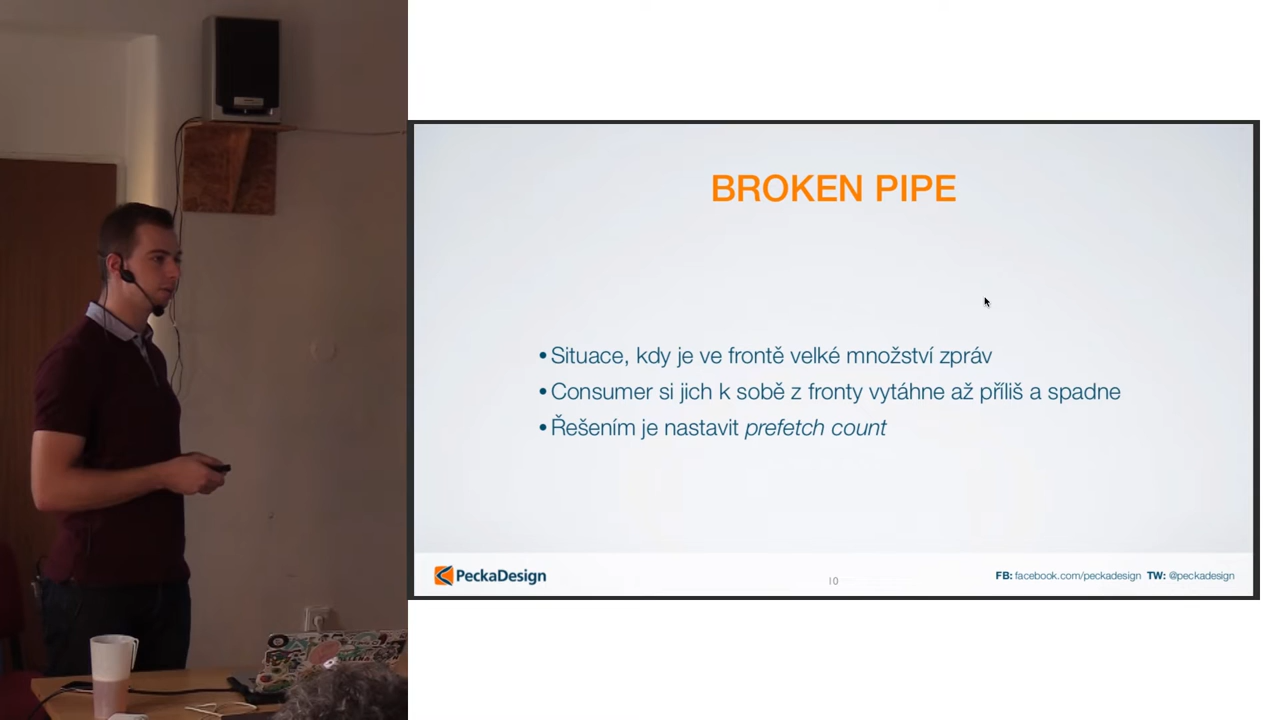 BROKEN PIPE
•Situace, kdy je ve frontě velké množství zpráv
•Consumer si jich k sobě z fronty vytáhne až příliš a spadne
•Řešením je nastavit prefetch count
PeckaDesign
10
FB: facebook.com/peckadesign TW: @peckadesign